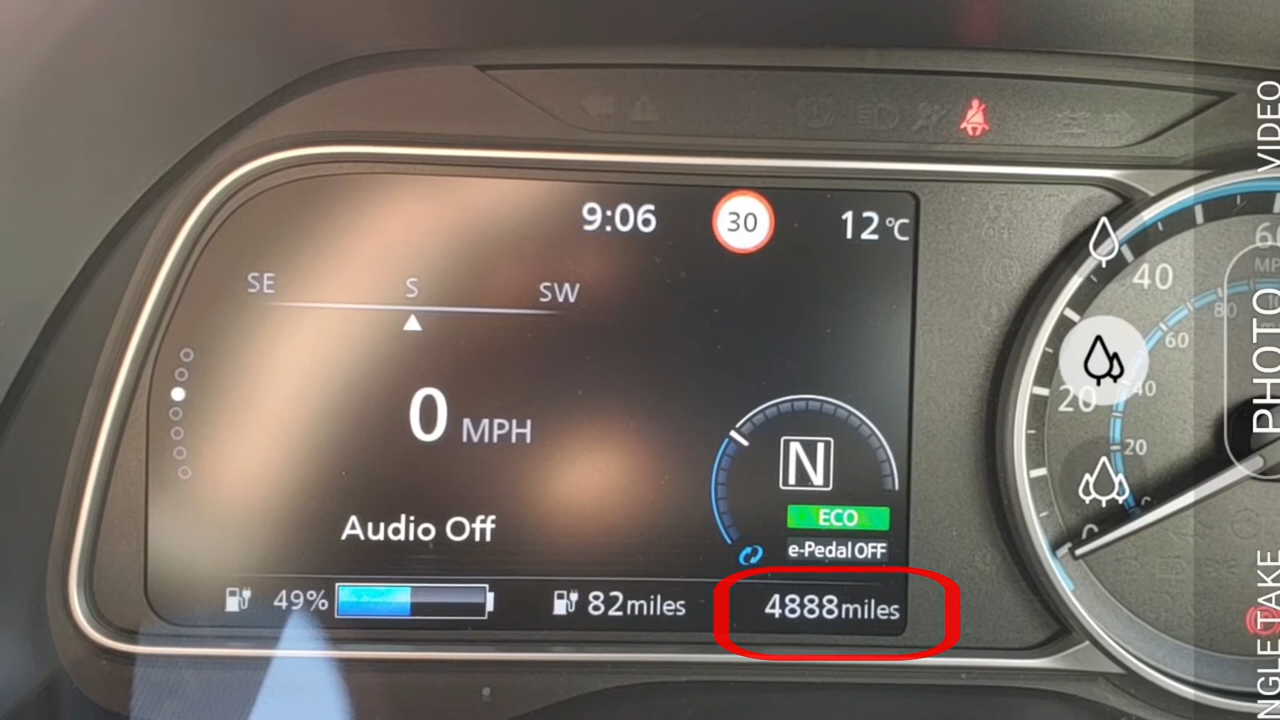 9:06
30
12°C
SE S SW
0 MPH
Audio Off
N
ECO
e-Pedal OFF
49%
82miles
4888miles
20
40
60
MP
20
40
60
80
VIDEO
PHOTO
NGLE TAKE